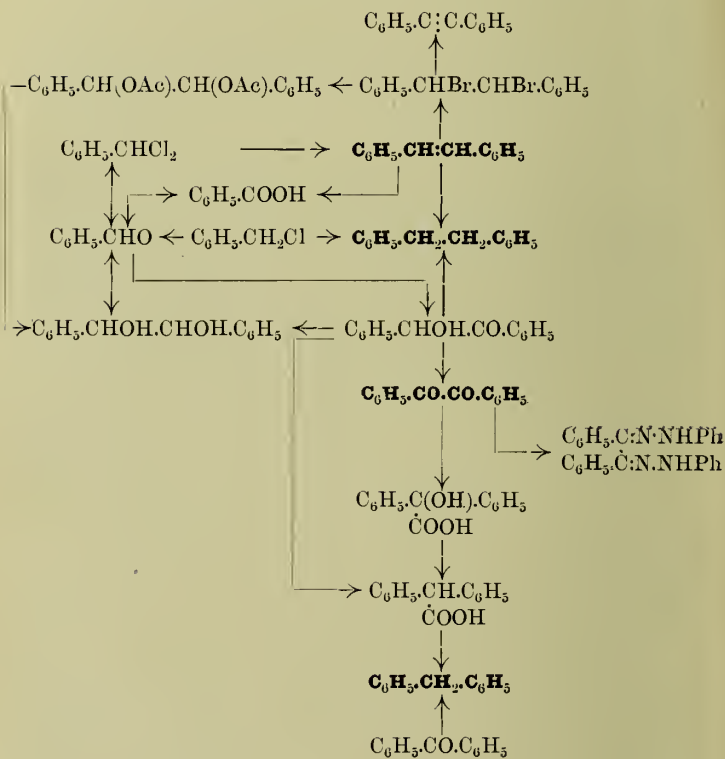 C₆H₅.C⋮C.C₆H₅
–C₆H₅.CH(OAc).CH(OAc).C₆H₅ ← C₆H₅.CHBr.CHBr.C₆H₅
C₆H₅.CHCl₂ → C₆H₅.CH:CH.C₆H₅
C₆H₅.COOH
C₆H₅.CHO ← C₆H₅.CH₂Cl → C₆H₅.CH₂.CH₂.C₆H₅
C₆H₅.CHOH.CHOH.C₆H₅ ← C₆H₅.CHOH.CO.C₆H₅
C₆H₅.CO.CO.C₆H₅
C₆H₅.C:N·NHPh
C₆H₅.Ċ:N.NHPh
C₆H₅.C(OH).C₆H₅
ĊOOH
C₆H₅.CH.C₆H₅
ĊOOH
C₆H₅.CH₂.C₆H₅
C₆H₅.CO.C₆H₅